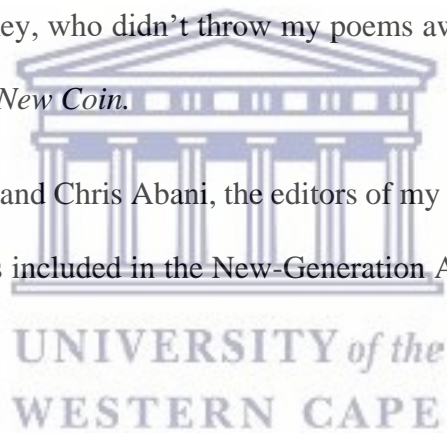 ey, who didn’t throw my poems aw
New Coin.
and Chris Abani, the editors of my
included in the New-Generation A
UNIVERSITY of the
WESTERN CAPE